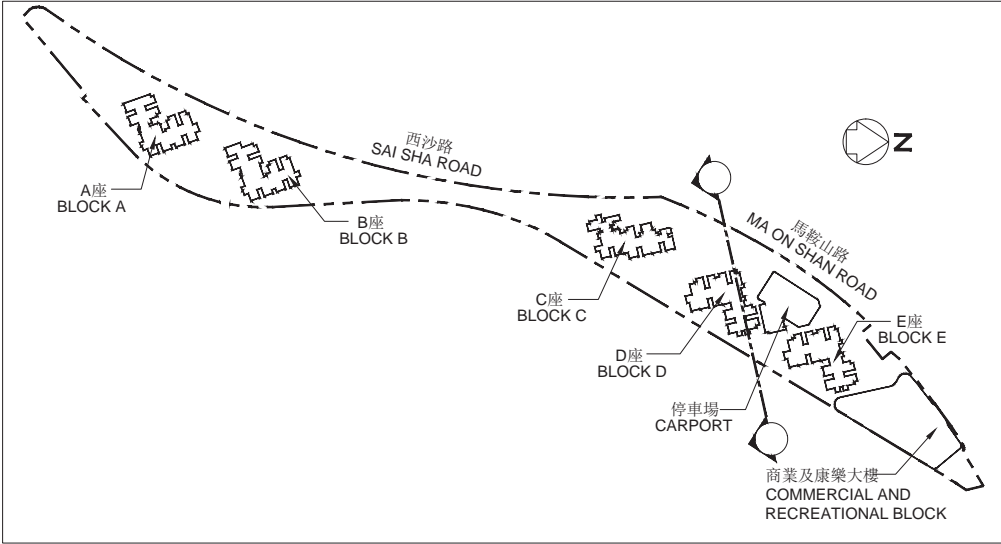 西沙路
SAI SHA ROAD
N
A座
BLOCK A
B座
BLOCK B
馬鞍山路
MA ON SHAN ROAD
C座
BLOCK C
E座
BLOCK E
D座
BLOCK D
停車場
CARPORT
商業及康樂大樓
COMMERCIAL AND
RECREATIONAL BLOCK